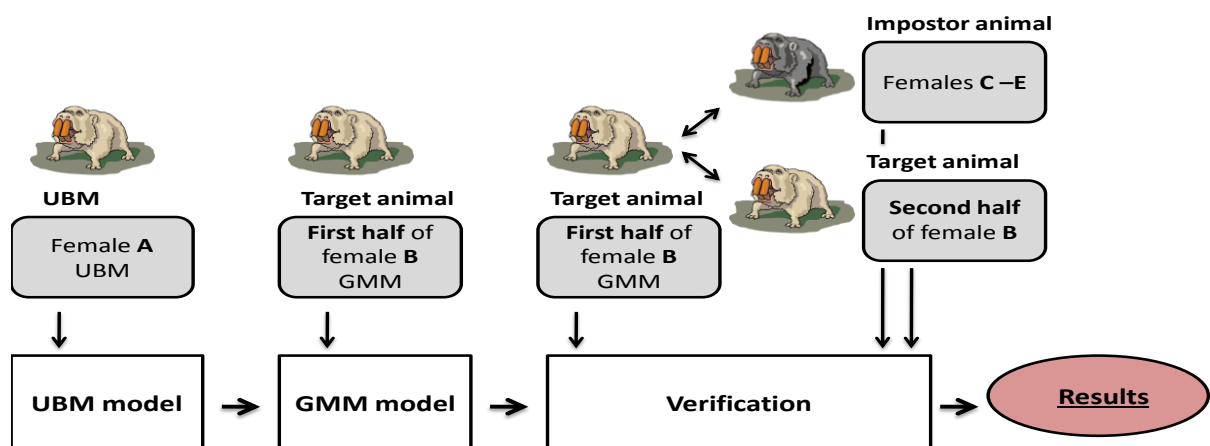 Impostor animal
Females C –E
UBM
Female A
UBM
Target animal
First half of
female B
GMM
Target animal
First half of
female B
GMM
Target animal
Second half
of female B
UBM model
GMM model
Verification
Results